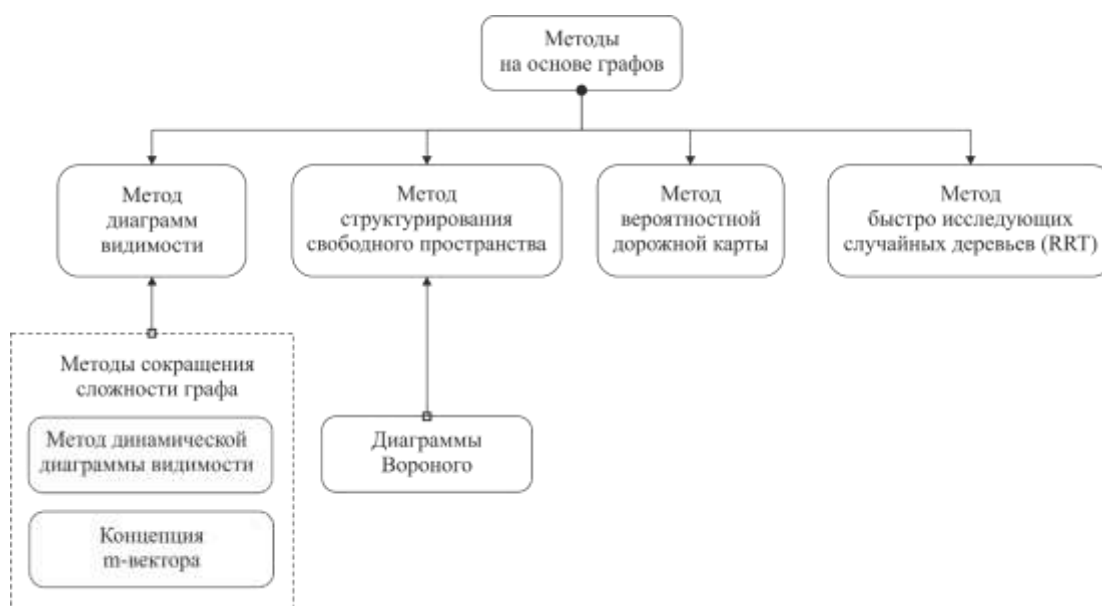 Методы
на основе графов
Метод
диаграмм
видимости
Метод
структурирования
свободного пространства
Метод
вероятностной
дорожной карты
Метод
быстро исследующих
случайных деревьев (RRT)
Методы сокращения
сложности графа
Метод динамической
диаграммы видимости
Концепция
m-вектора
Диаграммы
Вороного